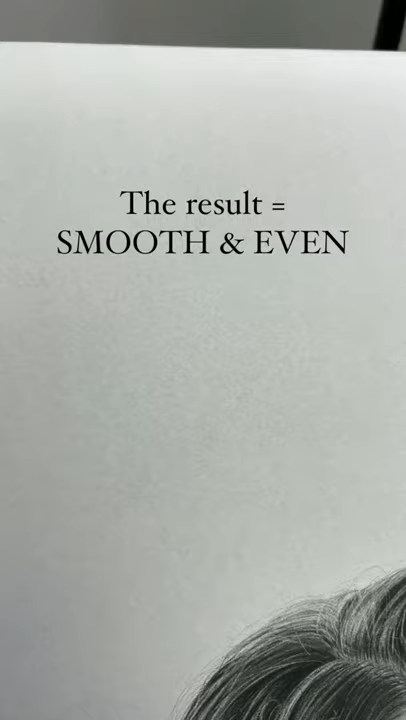 The result =
SMOOTH & EVEN